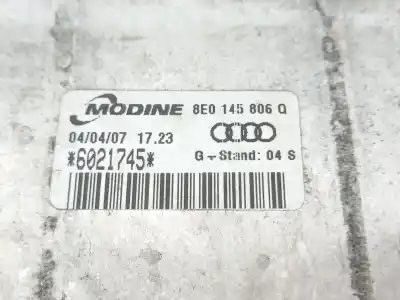 MODINE 8E0 145 806 Q
04/04/07 17.23
*6021745* G-Stand: 04 S